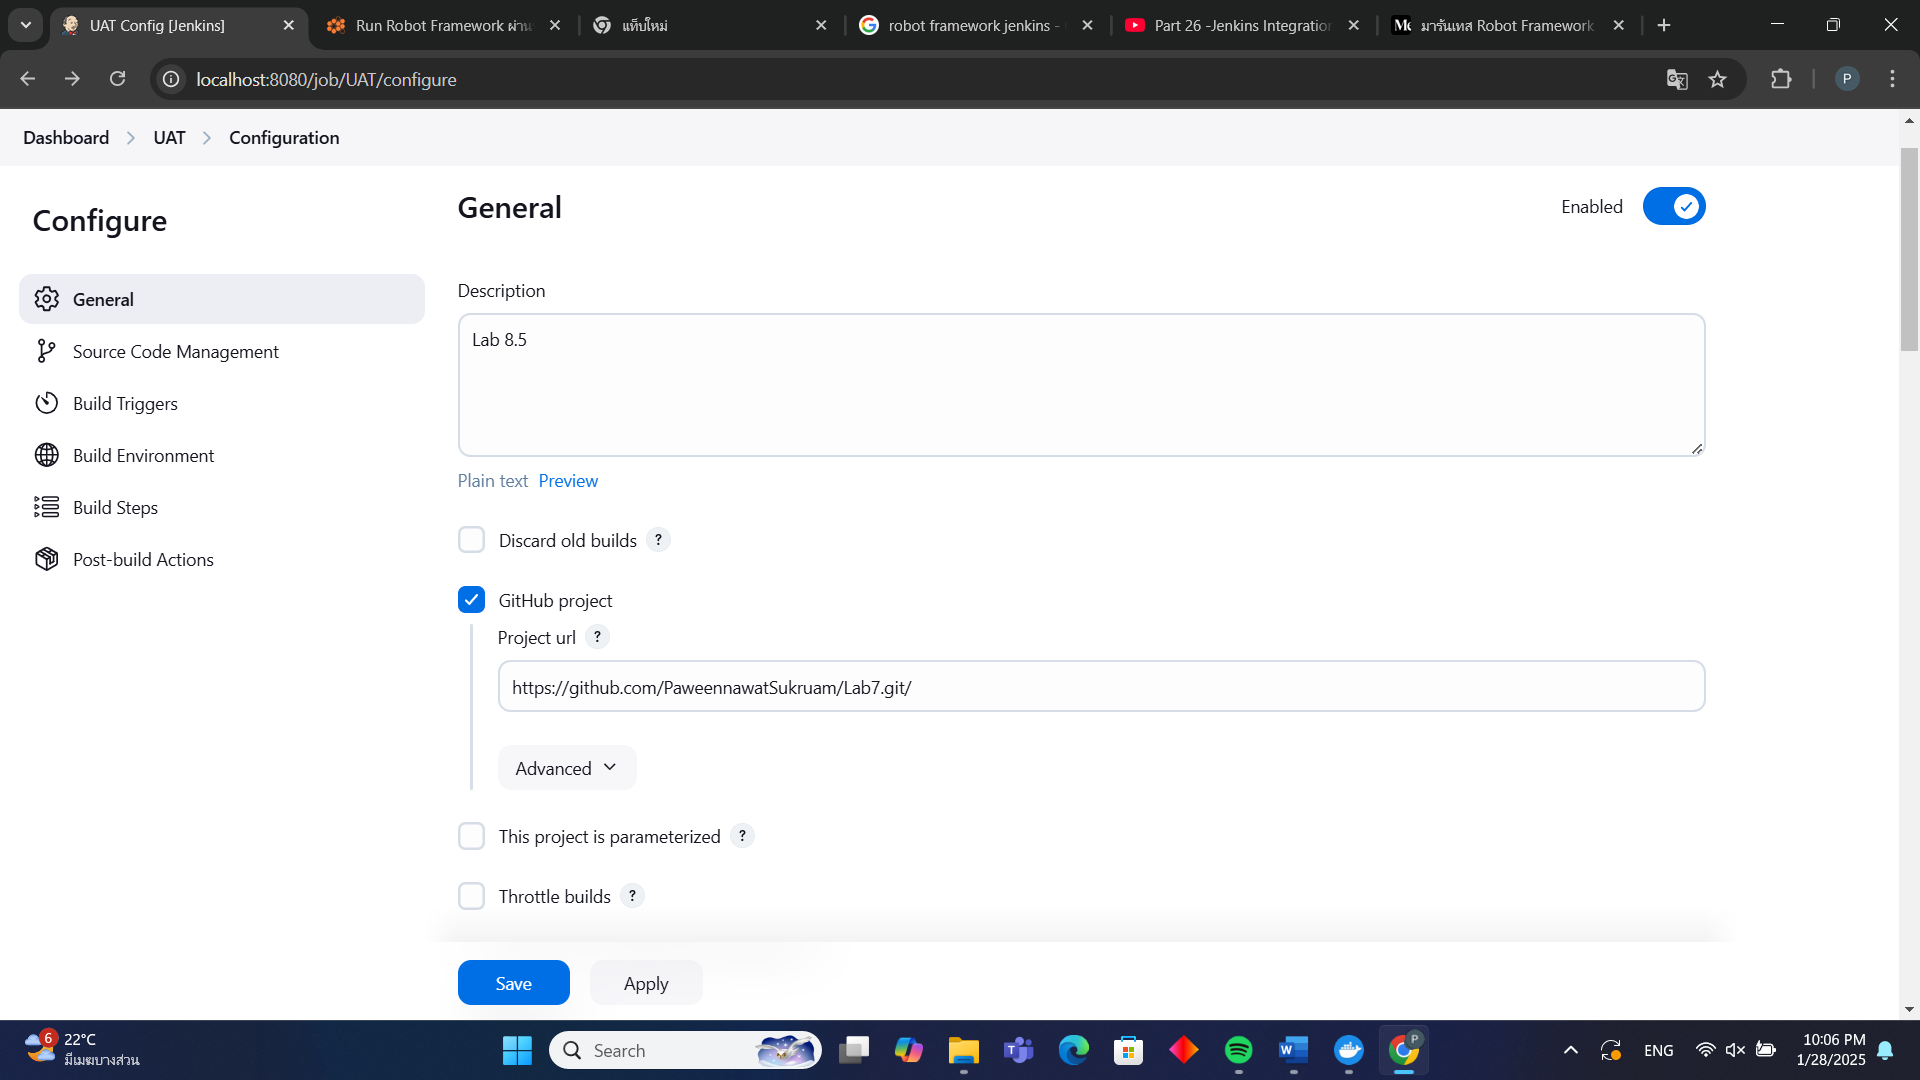 UAT Config [Jenkins]
Run Robot Framework ผ่าน
แท็บใหม่
robot framework jenkins -
Part 26 -Jenkins Integration
มารันเทส Robot Framework
localhost:8080/job/UAT/configure
P
Dashboard > UAT > Configuration
Configure
General
Source Code Management
Build Triggers
Build Environment
Build Steps
Post-build Actions
General
Enabled
Description
Lab 8.5
Plain text Preview
Discard old builds ?
GitHub project
Project url ?
https://github.com/PaweennawatSukruam/Lab7.git/
Advanced
This project is parameterized ?
Throttle builds ?
Save Apply
6
22°C
มีเมฆบางส่วน
Search
P
ENG
10:06 PM
1/28/2025